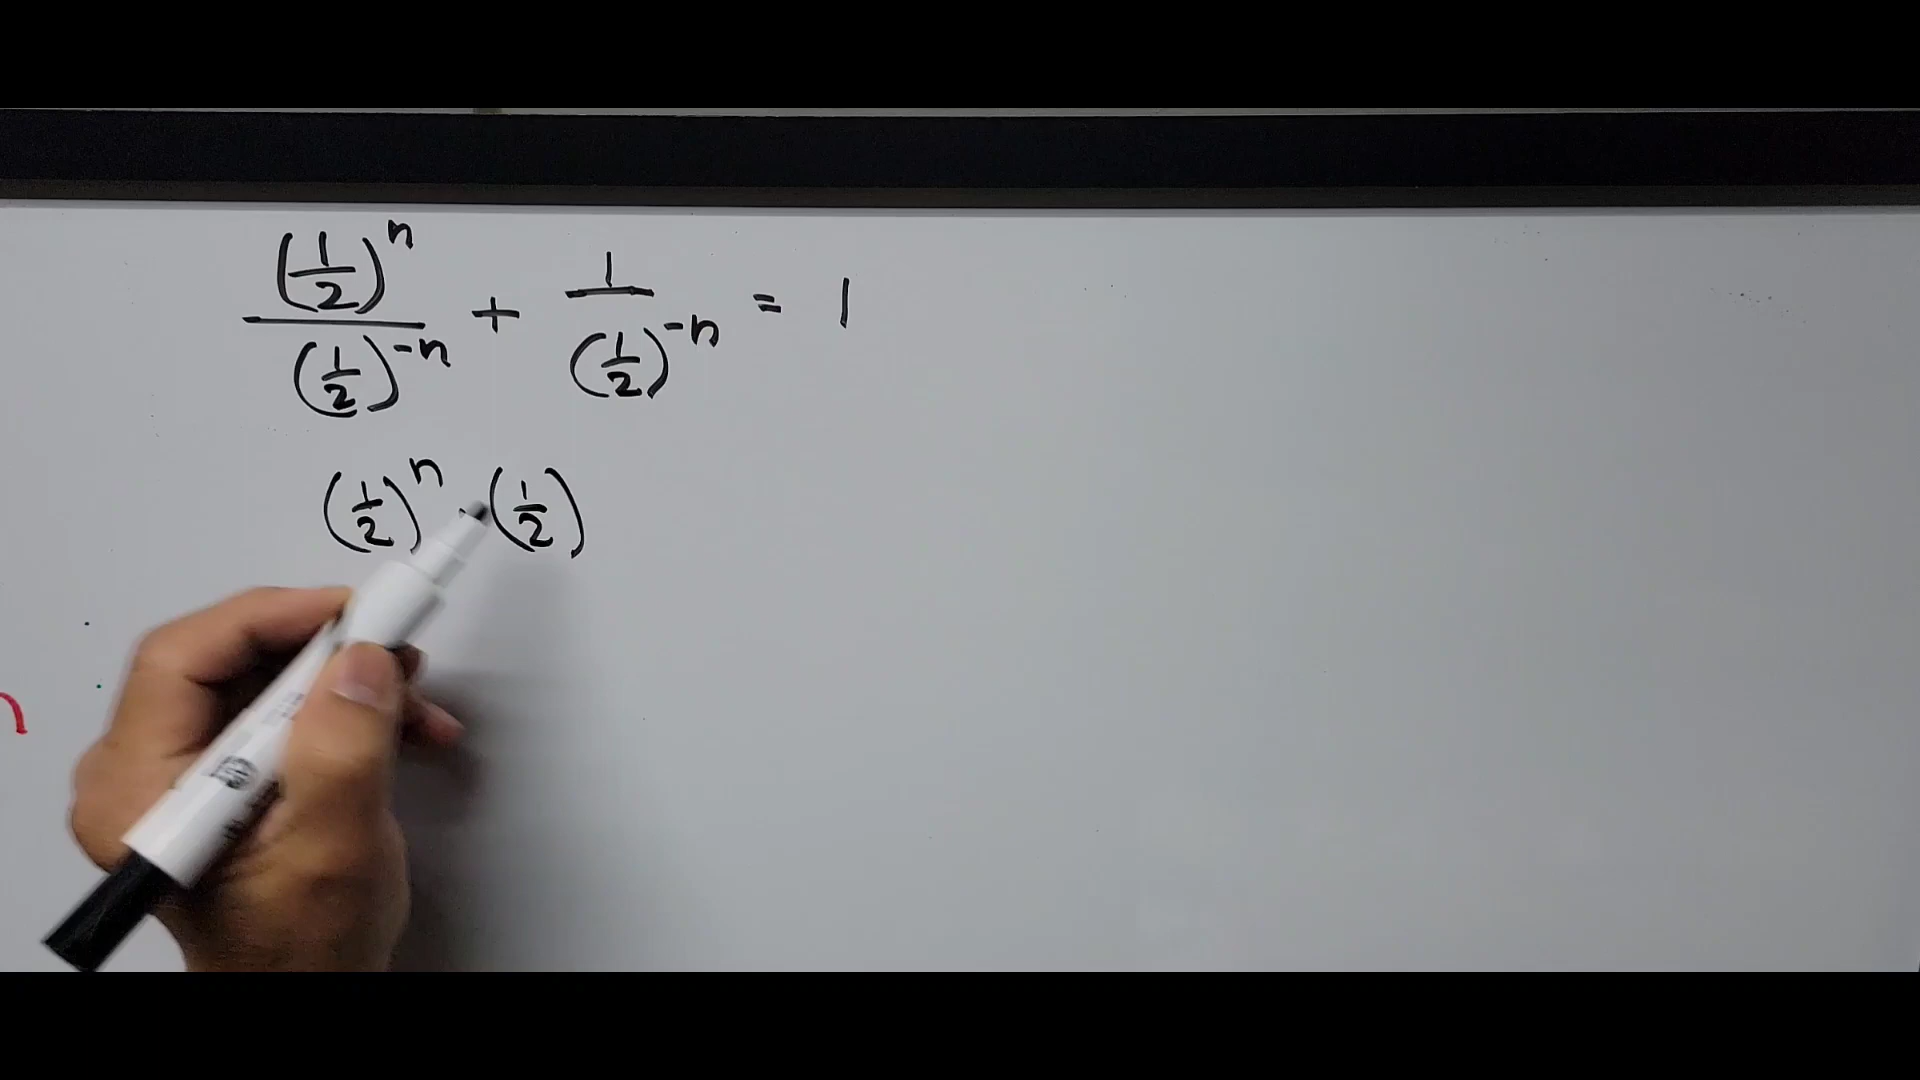 (1/2)^n / (1/2)^-n + 1 / (1/2)^-n = 1
(1/2)^n · (1/2)